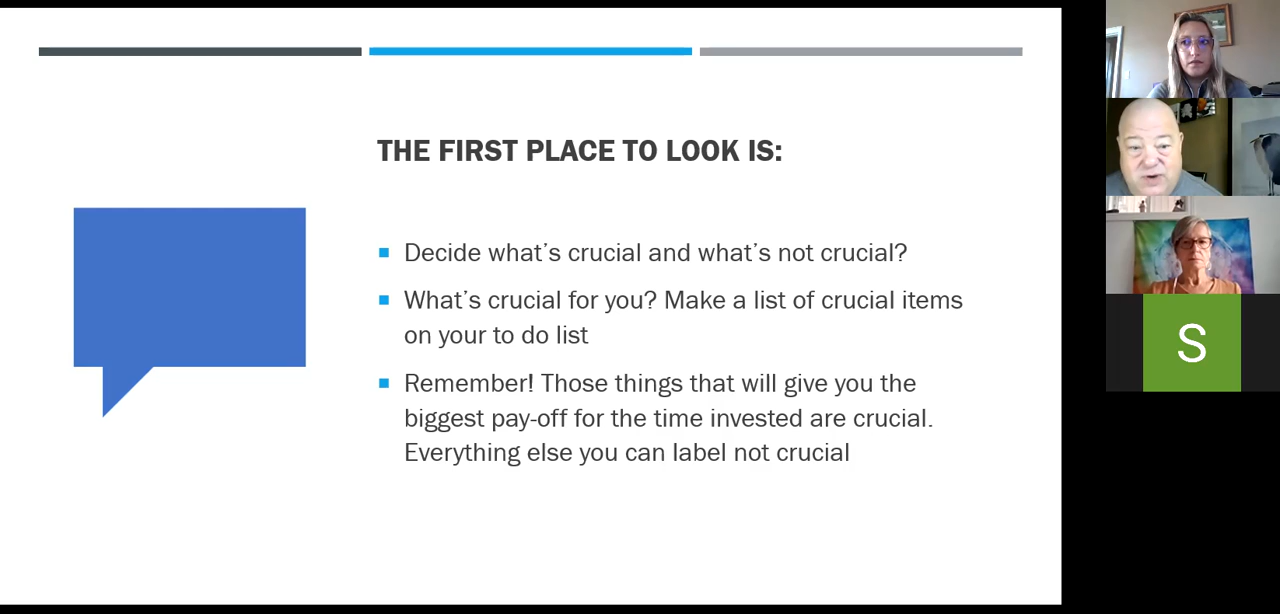 THE FIRST PLACE TO LOOK IS:
Decide what’s crucial and what’s not crucial?
What’s crucial for you? Make a list of crucial items
on your to do list
Remember! Those things that will give you the
biggest pay-off for the time invested are crucial.
Everything else you can label not crucial
S